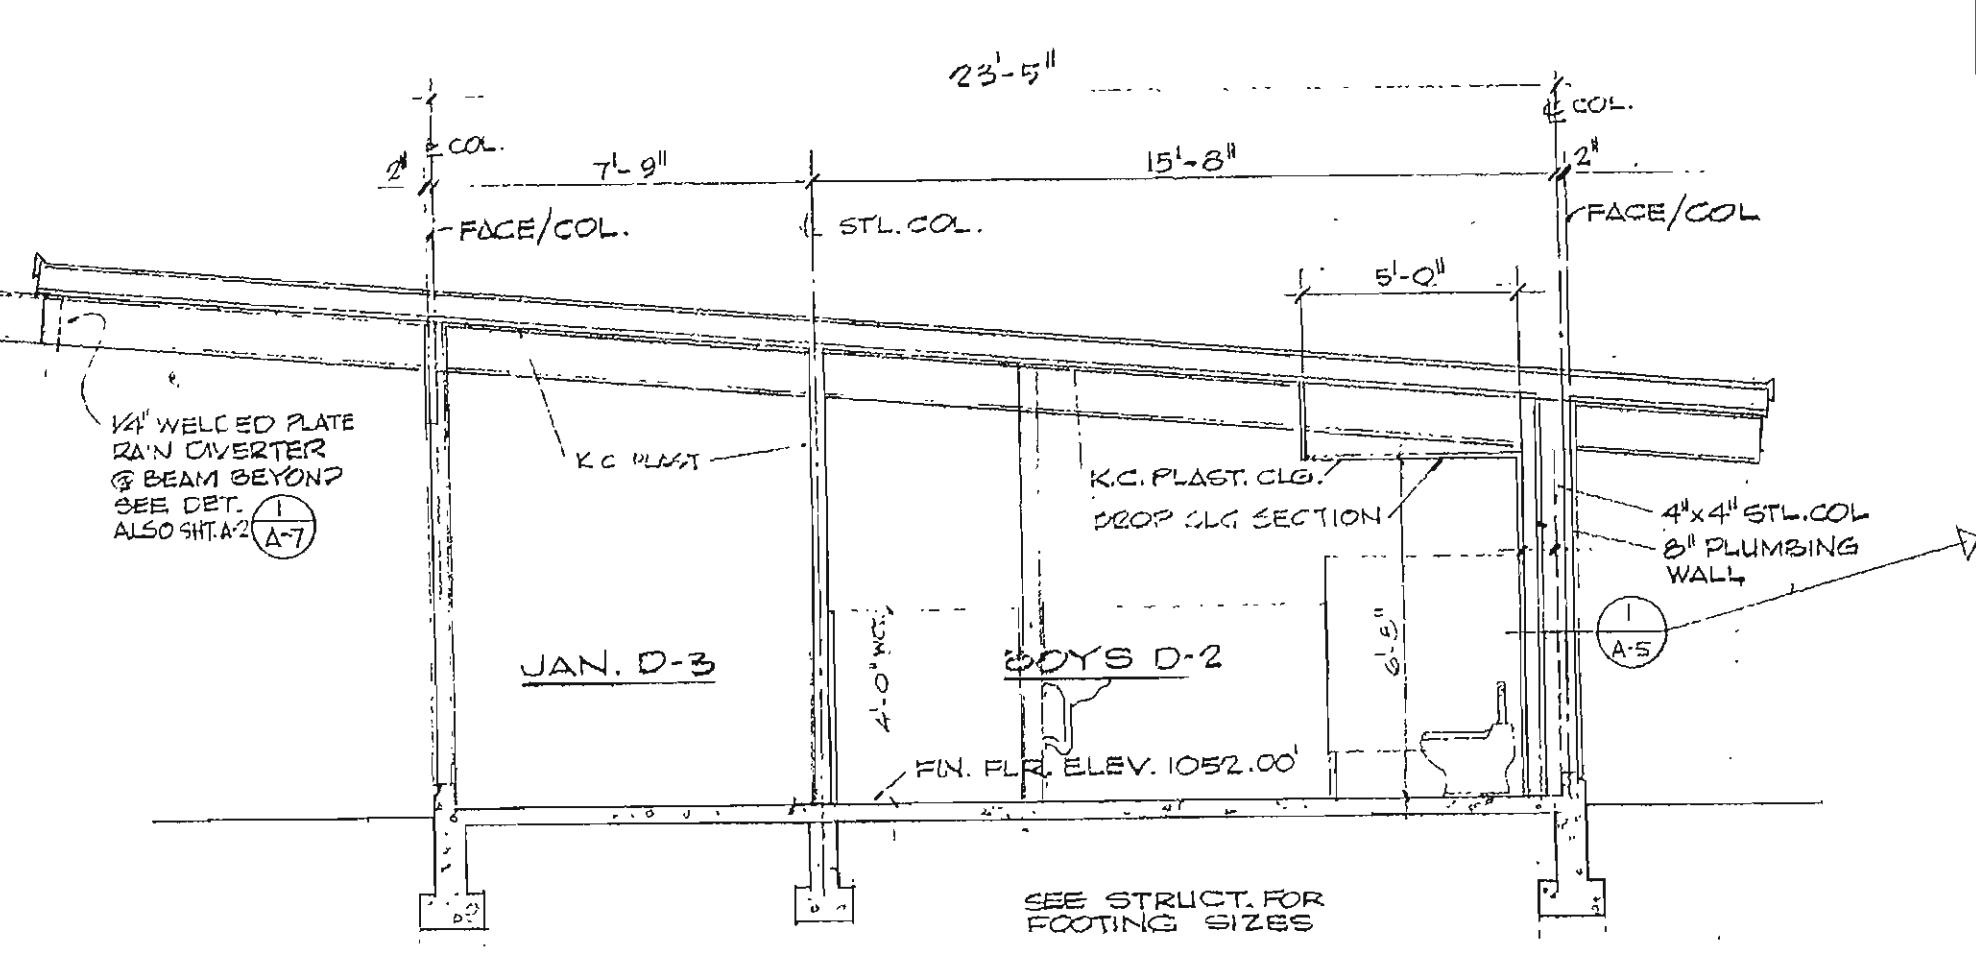 23'-5"
℄ COL.
℄ COL.
2"
7'-9"
15'-8"
2"
FACE/COL.
℄ STL. COL.
FACE/COL
5'-0"
1/4" WELDED PLATE
RAIN DIVERTER
@ BEAM BEYOND
SEE DET.
ALSO SHT. A-2
1
A-7
K.C. PLAST
K.C. PLAST. CLG.
DROP CLG SECTION
4"x4" STL. COL
8" PLUMBING
WALL
1
A-5
JAN. D-3
4'-0" WCT.
BOYS D-2
FIN. FLR. ELEV. 1052.00'
SEE STRUCT. FOR
FOOTING SIZES